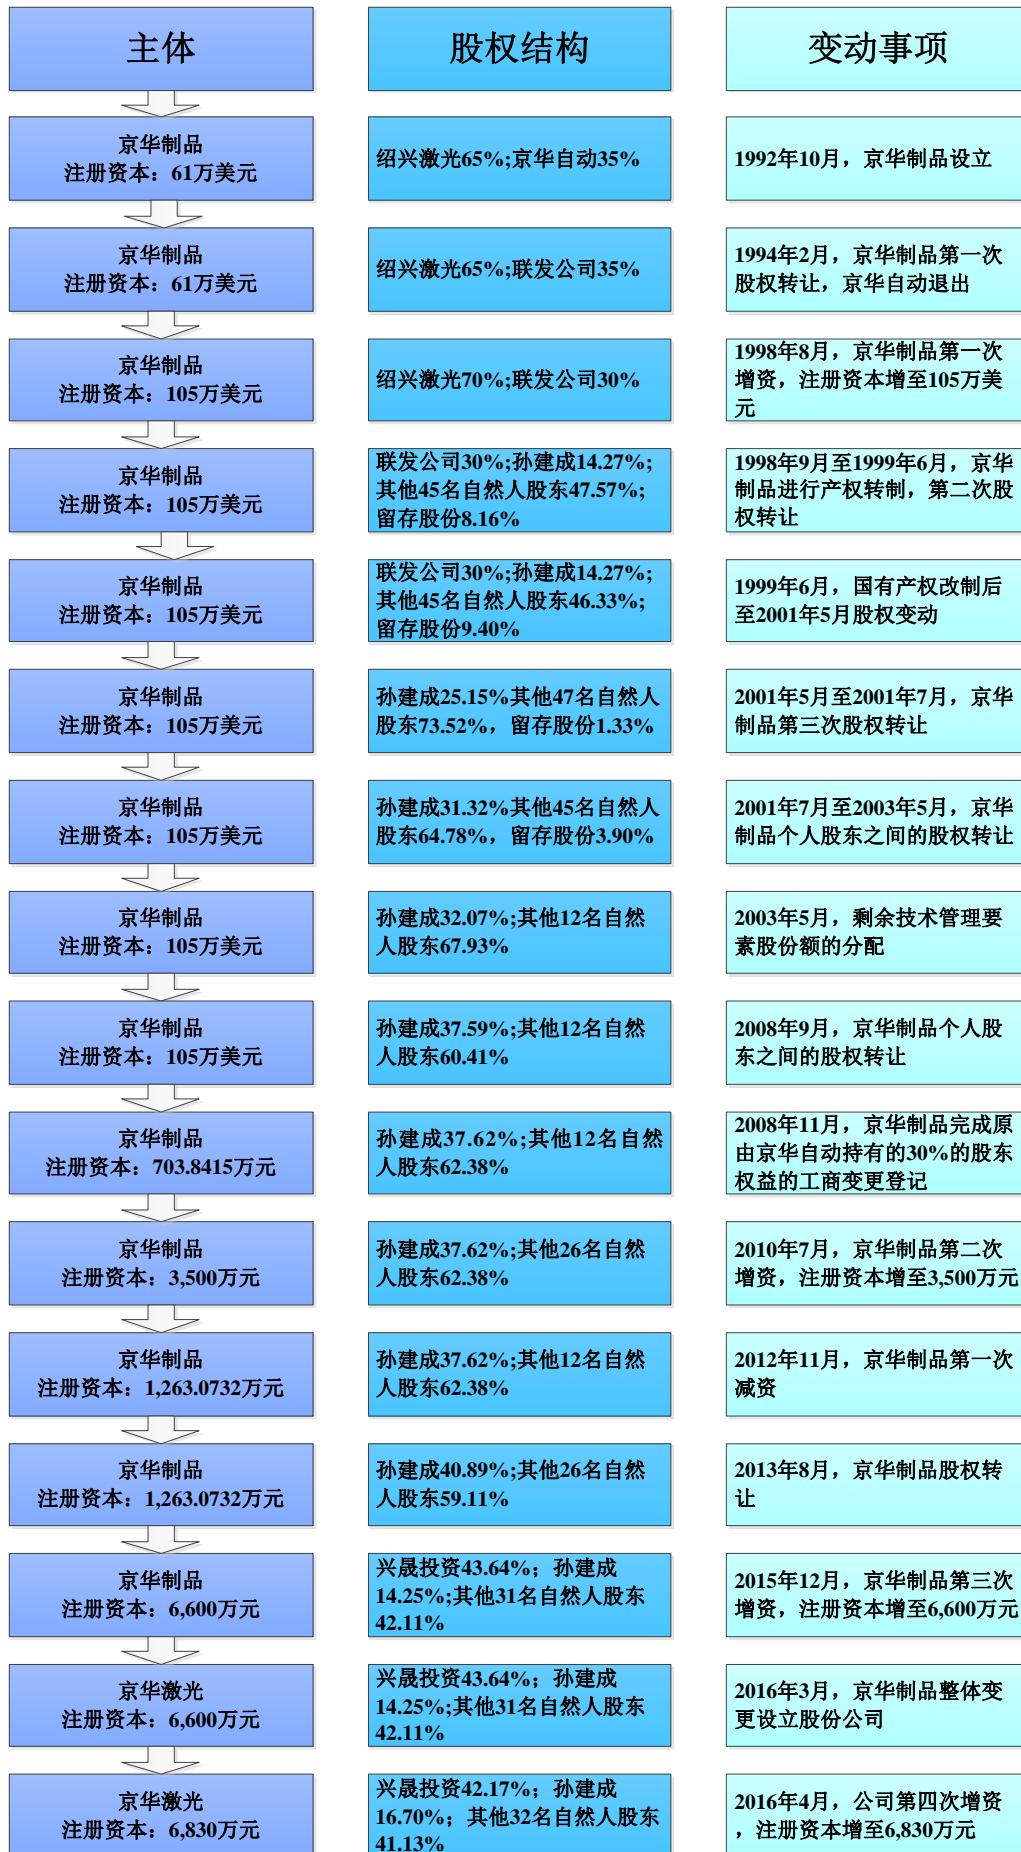 主体
股权结构
变动事项
京华制品
注册资本：61万美元
绍兴激光65%;京华自动35%
1992年10月，京华制品设立
京华制品
注册资本：61万美元
绍兴激光65%;联发公司35%
1994年2月，京华制品第一次
股权转让，京华自动退出
京华制品
注册资本：105万美元
绍兴激光70%;联发公司30%
1998年8月，京华制品第一次
增资，注册资本增至105万美
元
京华制品
注册资本：105万美元
联发公司30%;孙建成14.27%;
其他45名自然人股东47.57%;
留存股份8.16%
1998年9月至1999年6月，京华
制品进行产权转制，第二次股
权转让
京华制品
注册资本：105万美元
联发公司30%;孙建成14.27%;
其他45名自然人股东46.33%;
留存股份9.40%
1999年6月，国有产权改制后
至2001年5月股权变动
京华制品
注册资本：105万美元
孙建成25.15%其他47名自然人
股东73.52%，留存股份1.33%
2001年5月至2001年7月，京华
制品第三次股权转让
京华制品
注册资本：105万美元
孙建成31.32%其他45名自然人
股东64.78%，留存股份3.90%
2001年7月至2003年5月，京华
制品个人股东之间的股权转让
京华制品
注册资本：105万美元
孙建成32.07%;其他12名自然
人股东67.93%
2003年5月，剩余技术管理要
素股份额的分配
京华制品
注册资本：105万美元
孙建成37.59%;其他12名自然
人股东60.41%
2008年9月，京华制品个人股
东之间的股权转让
京华制品
注册资本：703.8415万元
孙建成37.62%;其他12名自然
人股东62.38%
2008年11月，京华制品完成原
由京华自动持有的30%的股东
权益的工商变更登记
京华制品
注册资本：3,500万元
孙建成37.62%;其他26名自然
人股东62.38%
2010年7月，京华制品第二次
增资，注册资本增至3,500万元
京华制品
注册资本：1,263.0732万元
孙建成37.62%;其他12名自然
人股东62.38%
2012年11月，京华制品第一次
减资
京华制品
注册资本：1,263.0732万元
孙建成40.89%;其他26名自然
人股东59.11%
2013年8月，京华制品股权转
让
京华制品
注册资本：6,600万元
兴晟投资43.64%；孙建成
14.25%;其他31名自然人股东
42.11%
2015年12月，京华制品第三次
增资，注册资本增至6,600万元
京华激光
注册资本：6,600万元
兴晟投资43.64%；孙建成
14.25%;其他31名自然人股东
42.11%
2016年3月，京华制品整体变
更设立股份公司
京华激光
注册资本：6,830万元
兴晟投资42.17%；孙建成
16.70%；其他32名自然人股东
41.13%
2016年4月，公司第四次增资
，注册资本增至6,830万元